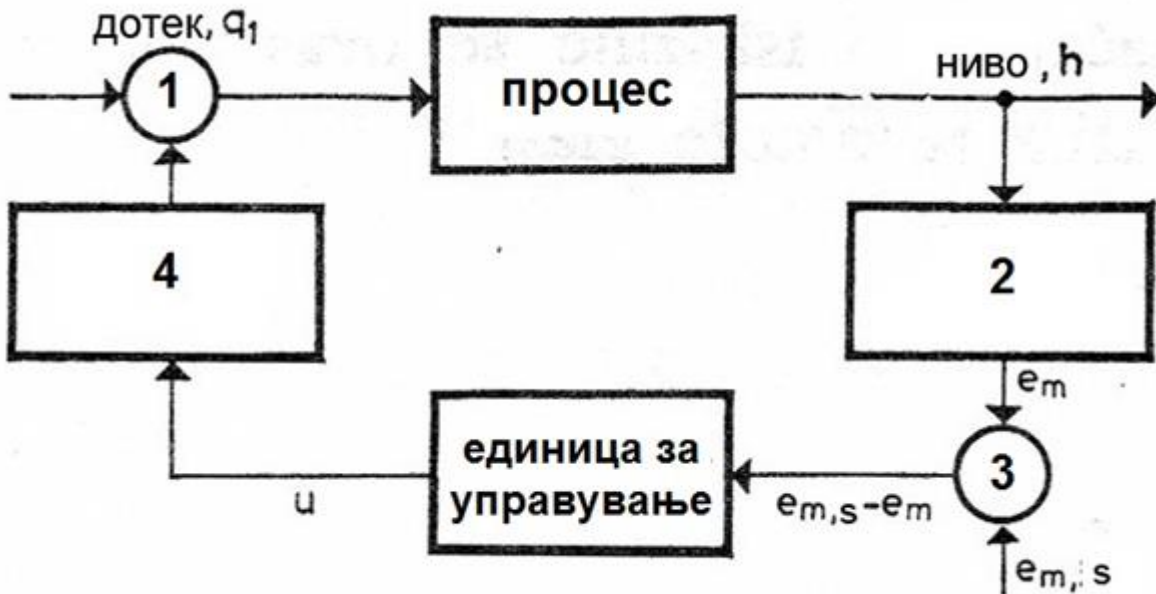 дотек, q₁
1
процес
ниво, h
4
2
eₘ
единица за
управување
3
u
eₘ,ₛ-eₘ
eₘ, s